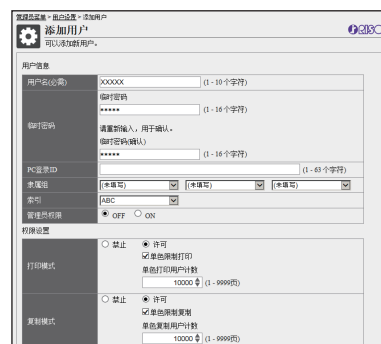 管理员菜单 > 用户设置 > 添加用户
添加用户
RISO
可以添加新用户。
用户信息
用户名(必需) XXXXX (1 - 10个字符)
临时密码
临时密码
••••• (1 - 16个字符)
请重新输入，用于确认。
临时密码(确认)
••••• (1 - 16个字符)
PC登录ID (1 - 63个字符)
隶属组 (未填写) (未填写) (未填写)
索引 ABC
管理员权限 OFF ON
权限设置
打印模式 禁止 许可
单色限制打印
单色打印用户计数
10000 (1 - 9999页)
复制模式 禁止 许可
单色限制复制
单色复制用户计数
10000 (1 - 9999页)